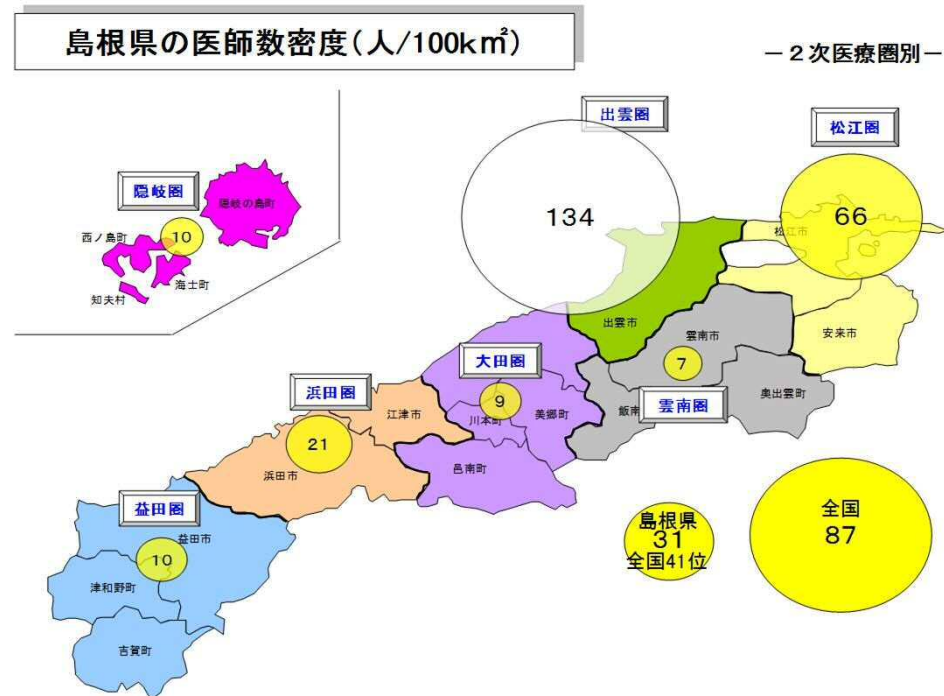 島根県の医師数密度(人/100k㎡)
－２次医療圏別－
出雲圏
松江圏
134
66
松江市
隠岐圏
隠岐の島町
西ノ島町
10
海士町
知夫村
出雲市
雲南市
安来市
大田圏
7
浜田圏
9
奥出雲町
江津市
川本町
美郷町
飯南
雲南圏
21
浜田市
邑南町
益田圏
益田市
10
津和野町
吉賀町
島根県
31
全国41位
全国
87